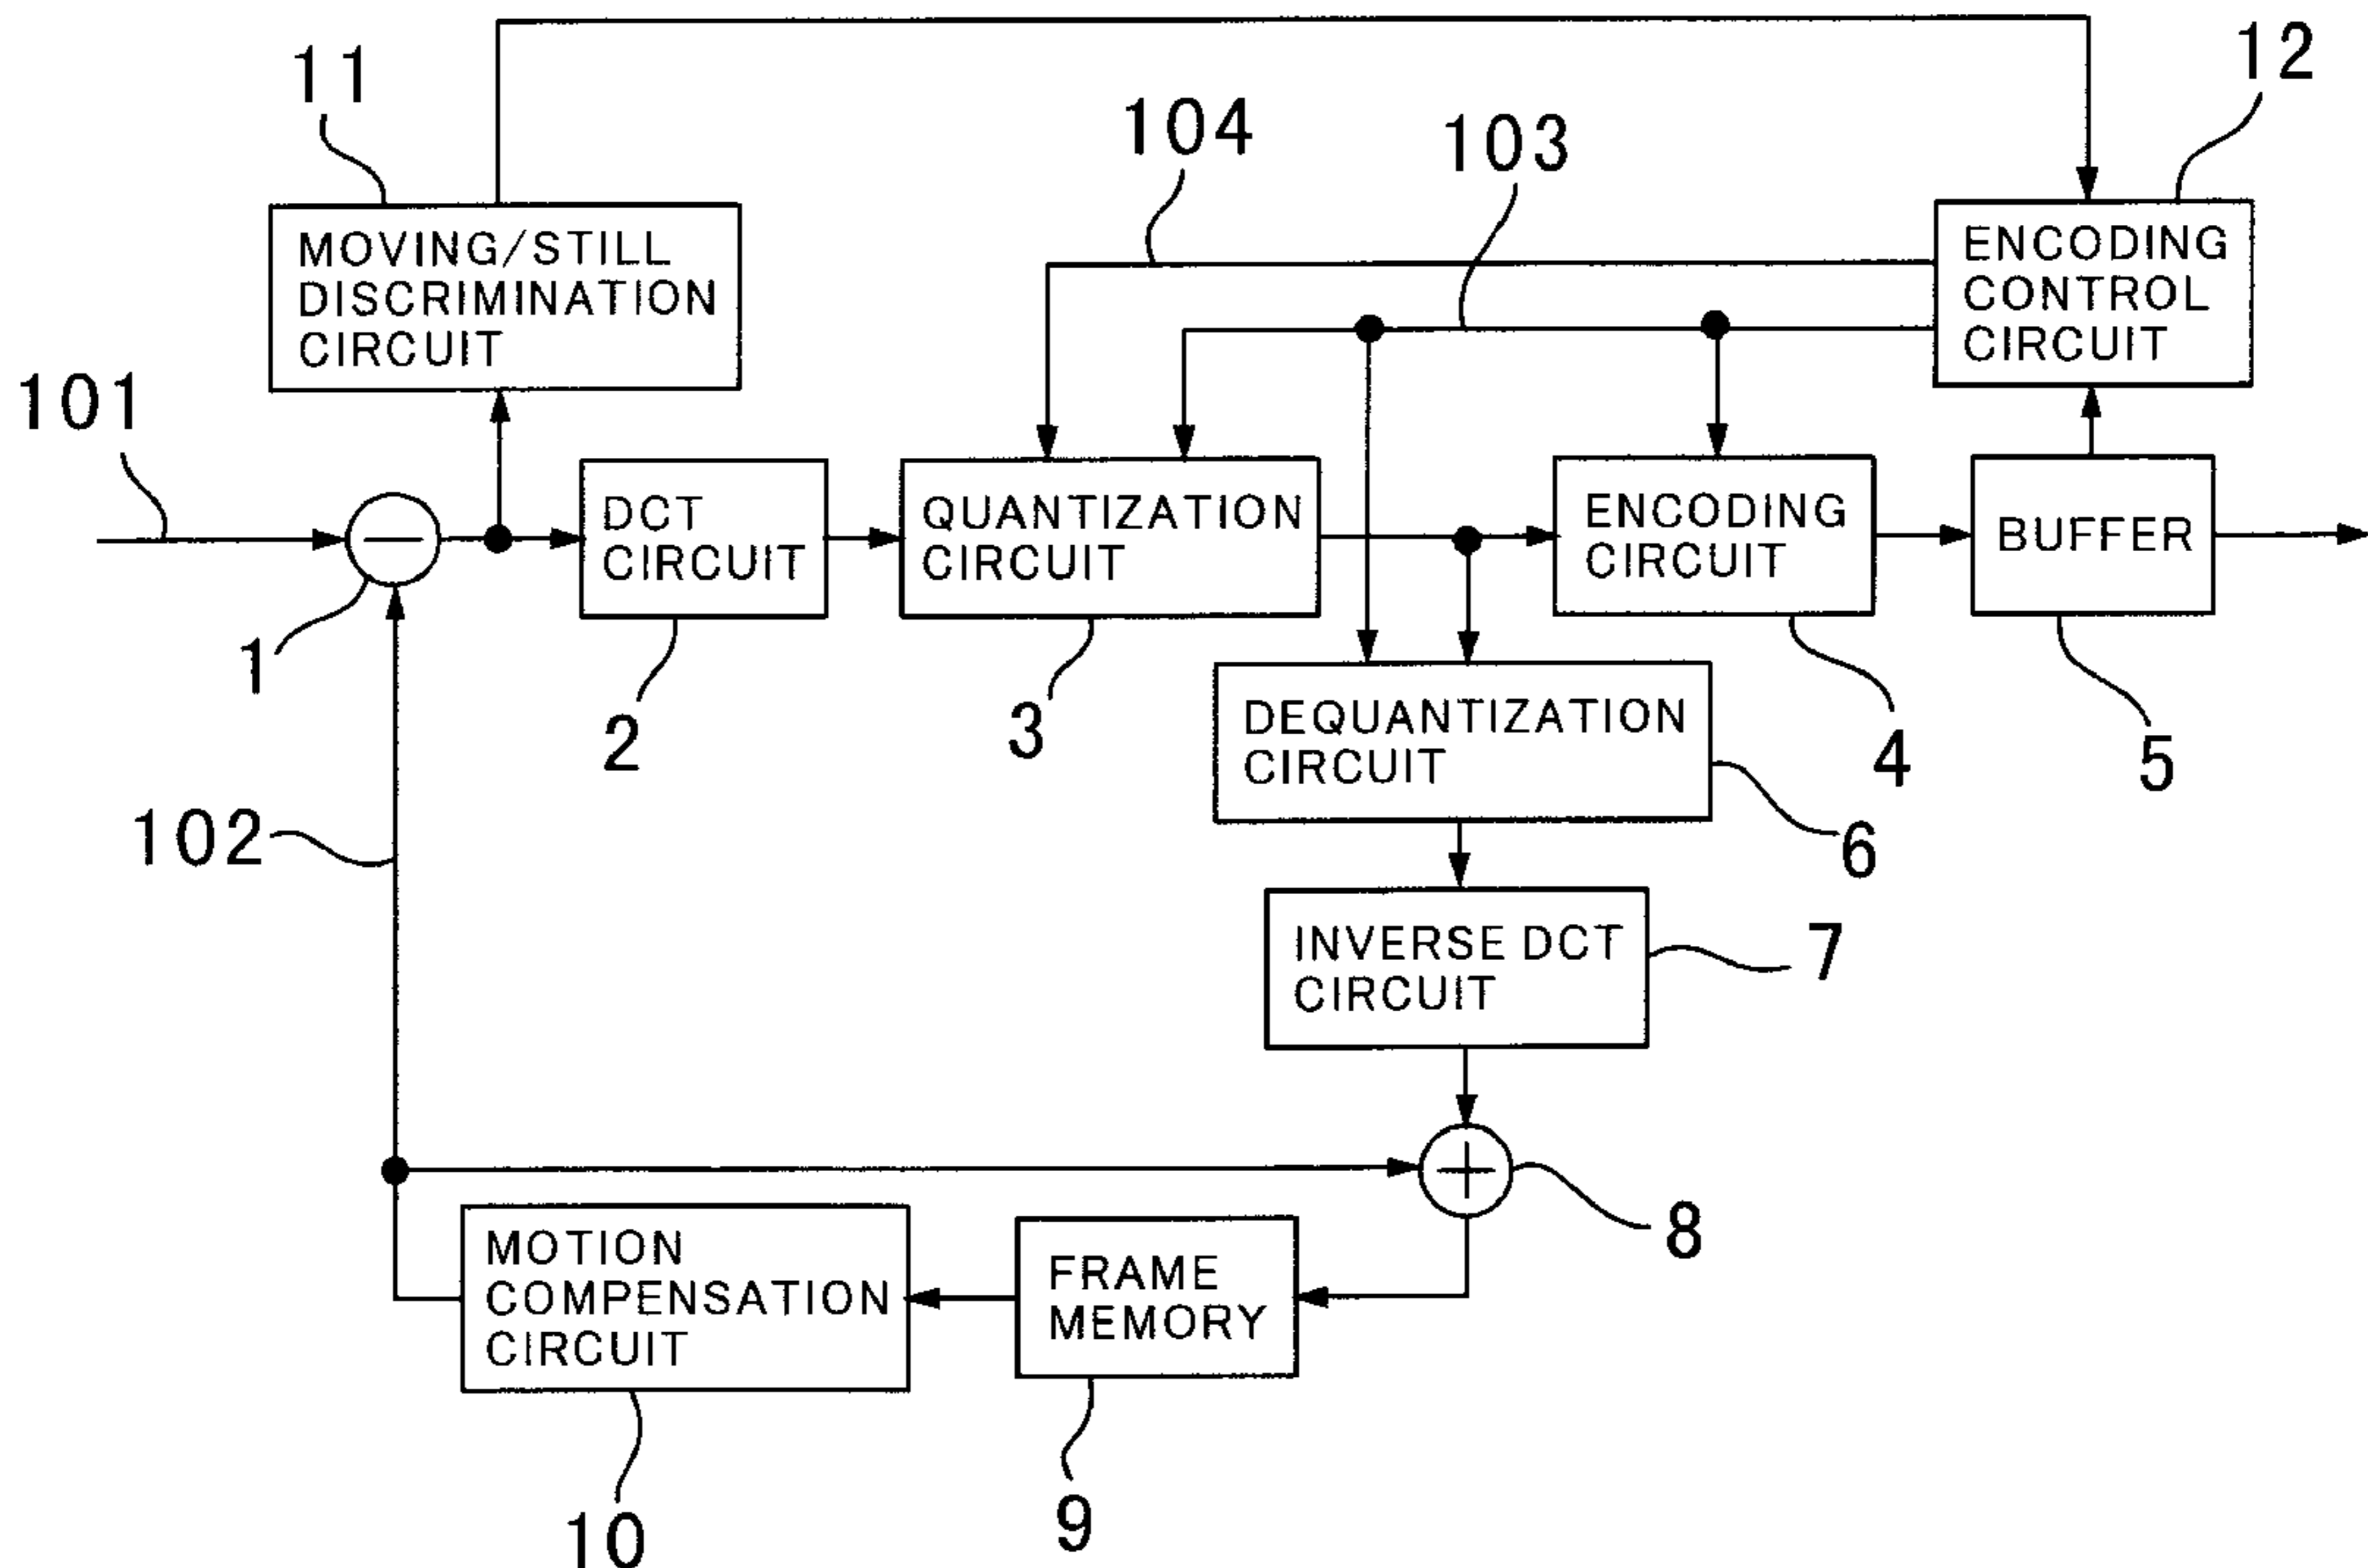 11
12
104
103
MOVING/STILL
DISCRIMINATION
CIRCUIT
ENCODING
CONTROL
CIRCUIT
101
DCT
CIRCUIT
QUANTIZATION
CIRCUIT
ENCODING
CIRCUIT
BUFFER
1
2
3
4
5
DEQUANTIZATION
CIRCUIT
6
102
INVERSE DCT
CIRCUIT
7
8
MOTION
COMPENSATION
CIRCUIT
FRAME
MEMORY
10
9